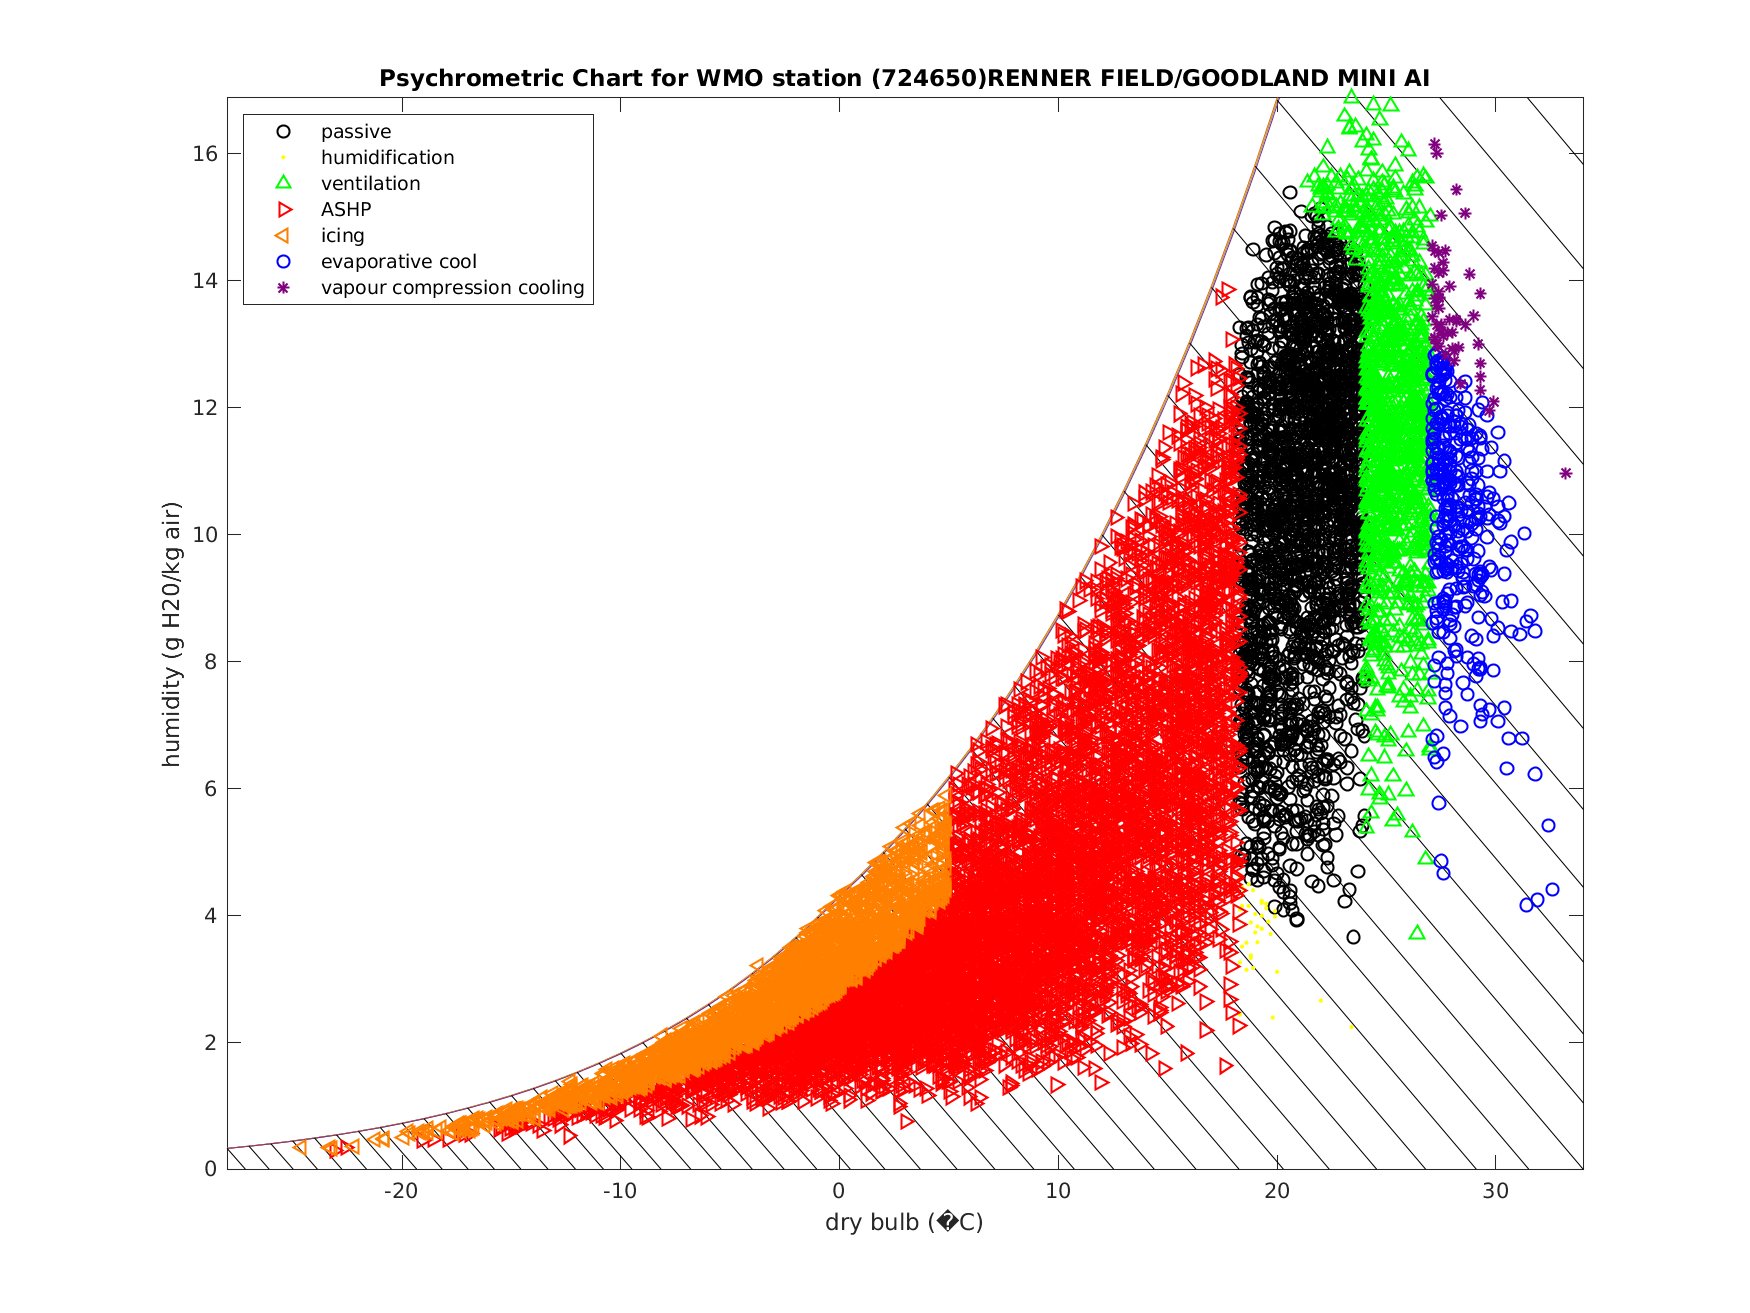 Psychrometric Chart for WMO station (724650)RENNER FIELD/GOODLAND MINI AI
passive
humidification
ventilation
ASHP
icing
evaporative cool
vapour compression cooling
16
14
12
10
8
6
4
2
0
humidity (g H20/kg air)
-20
-10
0
10
20
30
dry bulb (�C)